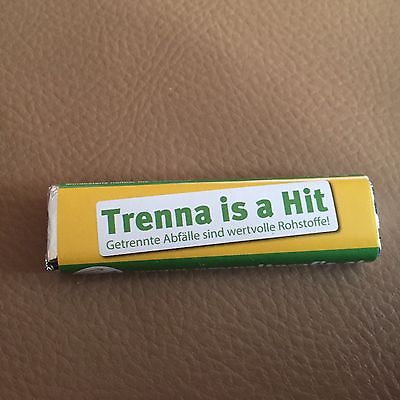 Trenna is a Hit
Getrennte Abfälle sind wertvolle Rohstoffe!